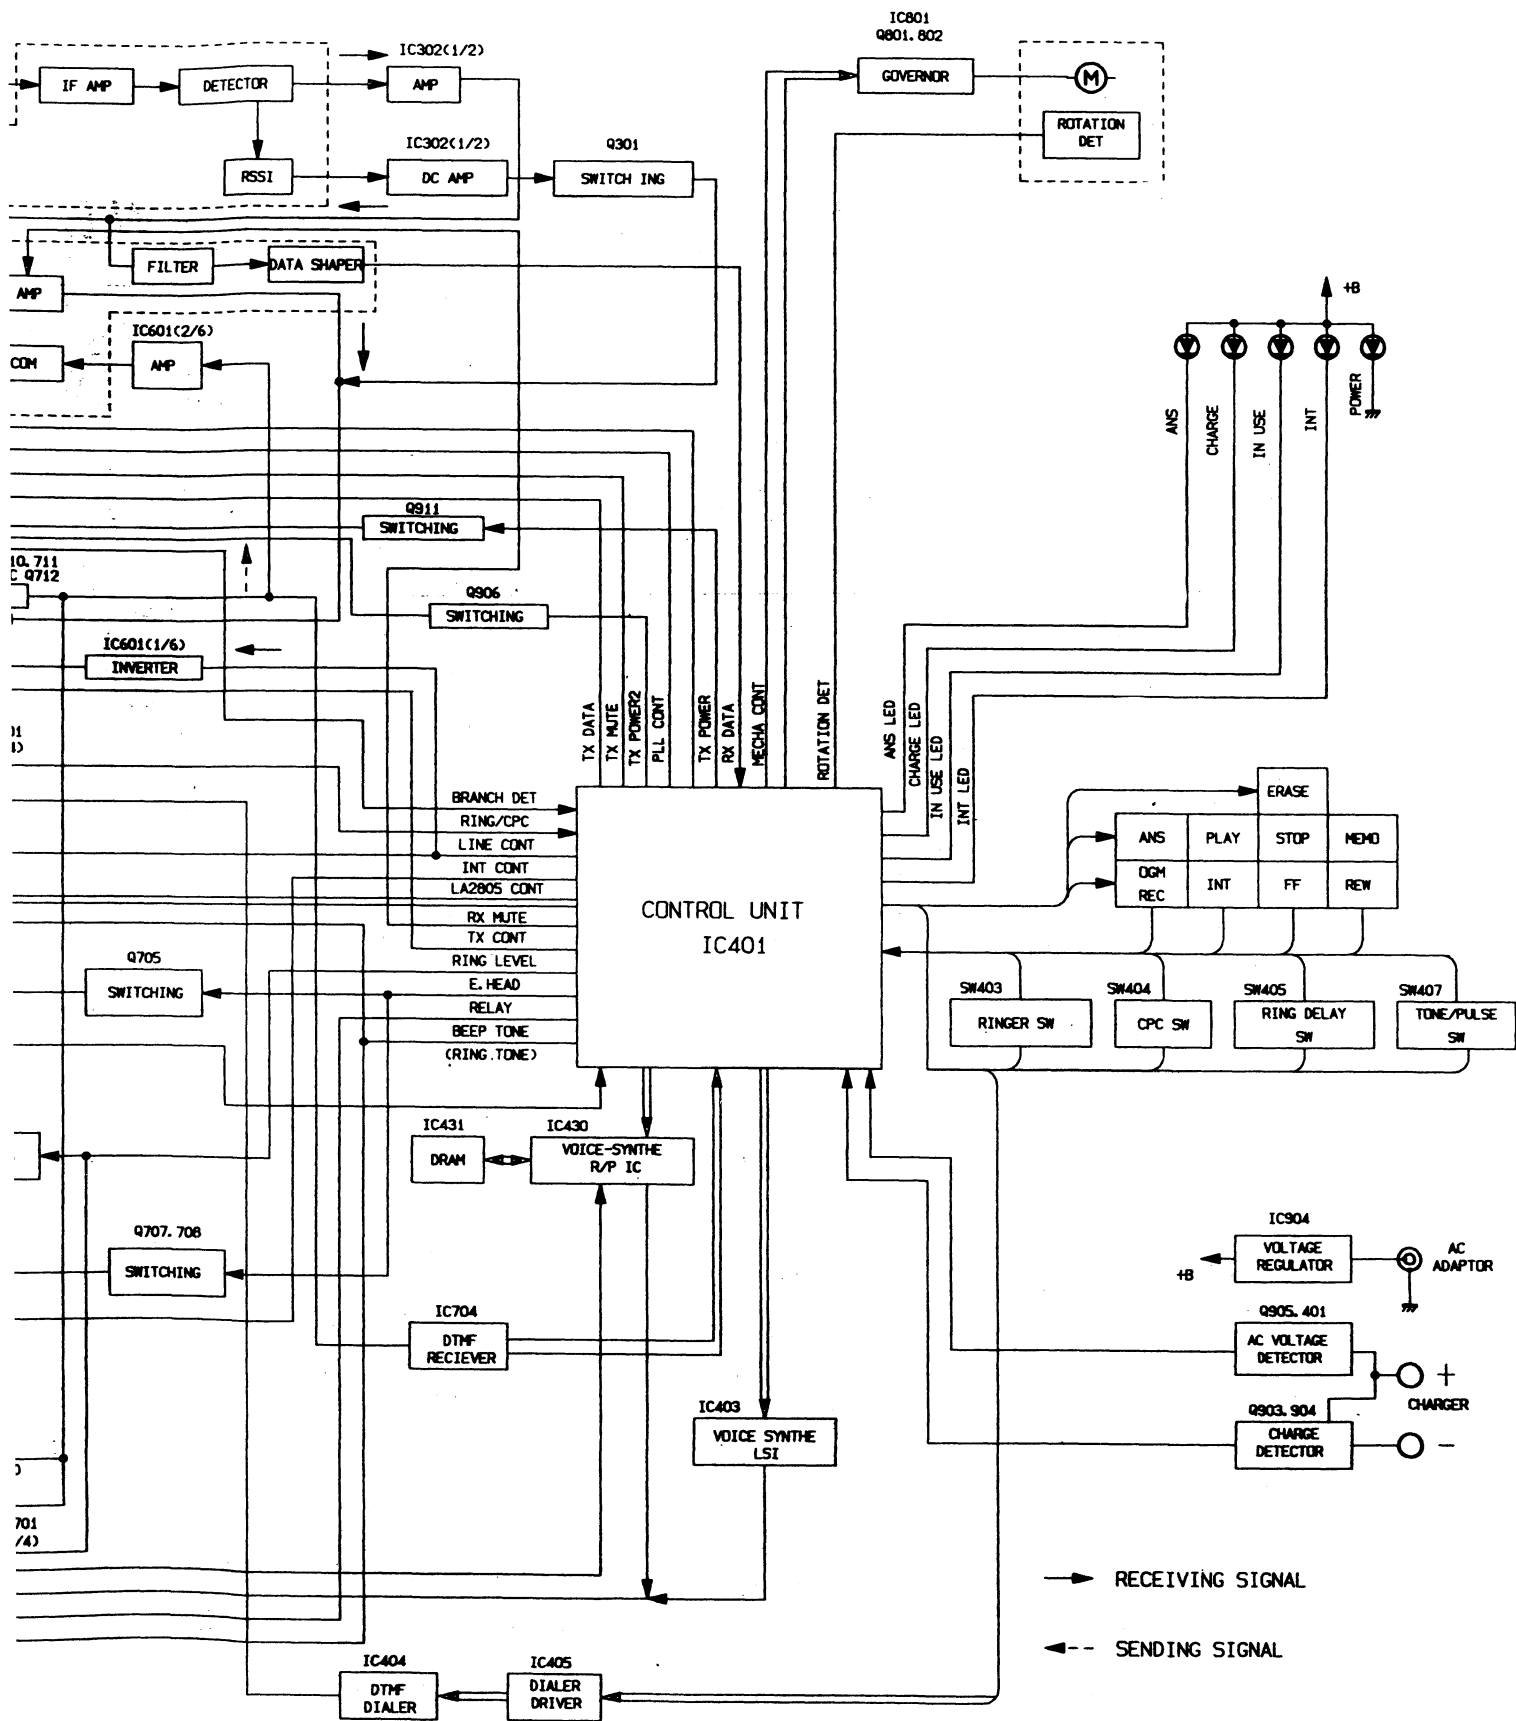 IC801
Q801.802
IC302(1/2)
IF AMP
DETECTOR
AMP
GOVERNOR
M
ROTATION
DET
IC302(1/2)
Q301
RSSI
DC AMP
SWITCH ING
FILTER
DATA SHAPER
AMP
+B
IC601(2/6)
COM
AMP
ANS
CHARGE
IN USE
INT
POWER
Q911
SWITCHING
10.711
C Q712
Q906
SWITCHING
IC601(1/6)
INVERTER
TX DATA
TX MUTE
TX POWER2
PLL CONT
TX POWER
RX DATA
MECHA CONT
ROTATION DET
ANS LED
CHARGE LED
IN USE LED
INT LED
BRANCH DET
RING/CPC
LINE CONT
INT CONT
LA2805 CONT
RX MUTE
TX CONT
RING LEVEL
E.HEAD
RELAY
BEEP TONE
(RING.TONE)
CONTROL UNIT
IC401
ERASE
ANS
PLAY
STOP
MEMO
OGM
REC
INT
FF
REW
Q705
SWITCHING
SW403
RINGER SW
SW404
CPC SW
SW405
RING DELAY
SW
SW407
TONE/PULSE
SW
IC431
DRAM
IC430
VOICE-SYNTHE
R/P IC
Q707.708
SWITCHING
IC904
VOLTAGE
REGULATOR
+B
AC
ADAPTOR
IC704
DTMF
RECIEVER
Q905.401
AC VOLTAGE
DETECTOR
+
CHARGER
IC403
VOICE SYNTHE
LSI
Q903.904
CHARGE
DETECTOR
−
701
/4)
RECEIVING SIGNAL
SENDING SIGNAL
IC404
DTMF
DIALER
IC405
DIALER
DRIVER